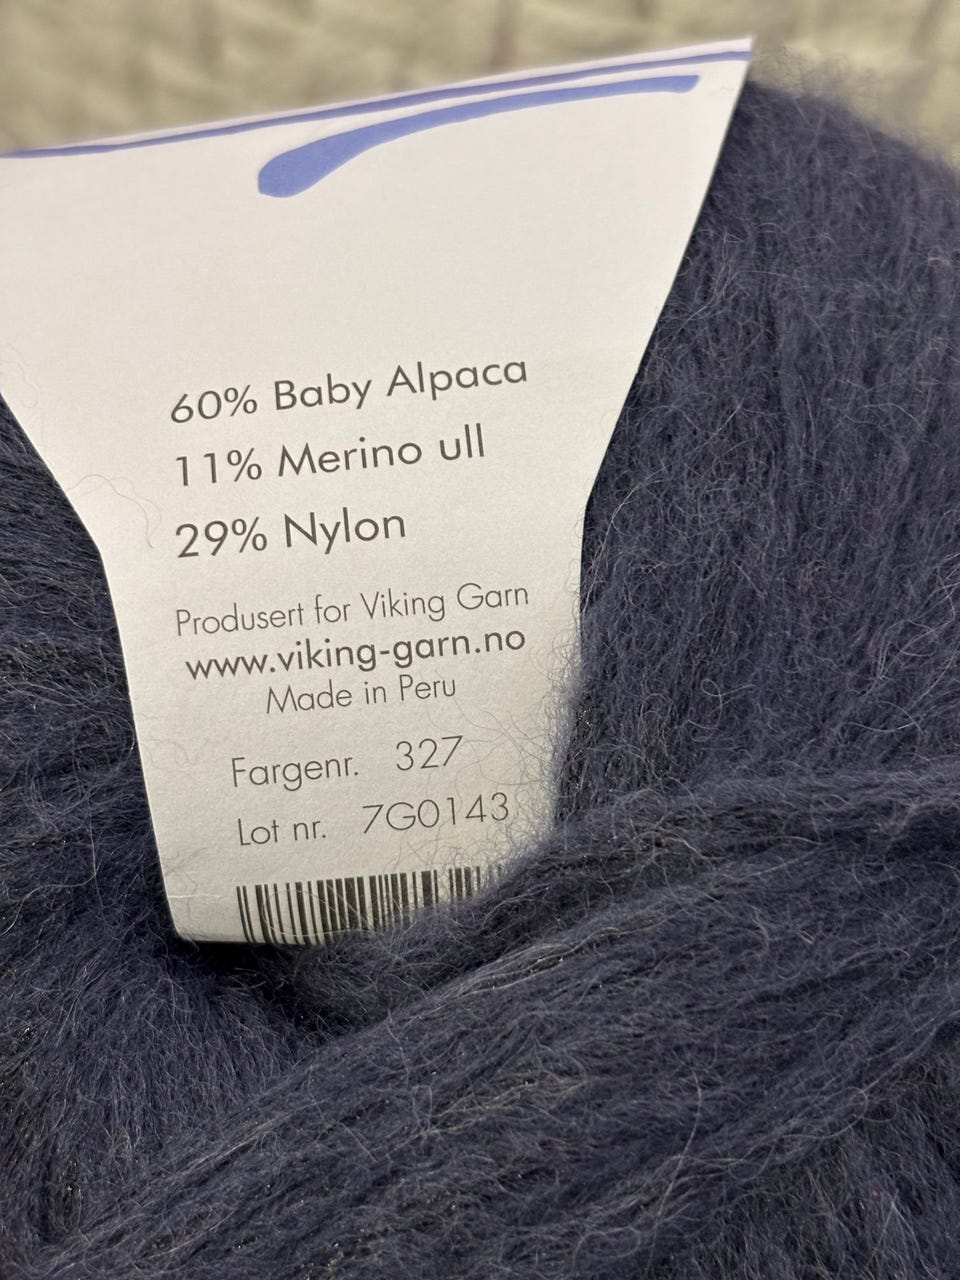 60% Baby Alpaca
11% Merino ull
29% Nylon
Produsert for Viking Garn
www.viking-garn.no
Made in Peru
Fargenr. 327
Lot nr. 7G0143